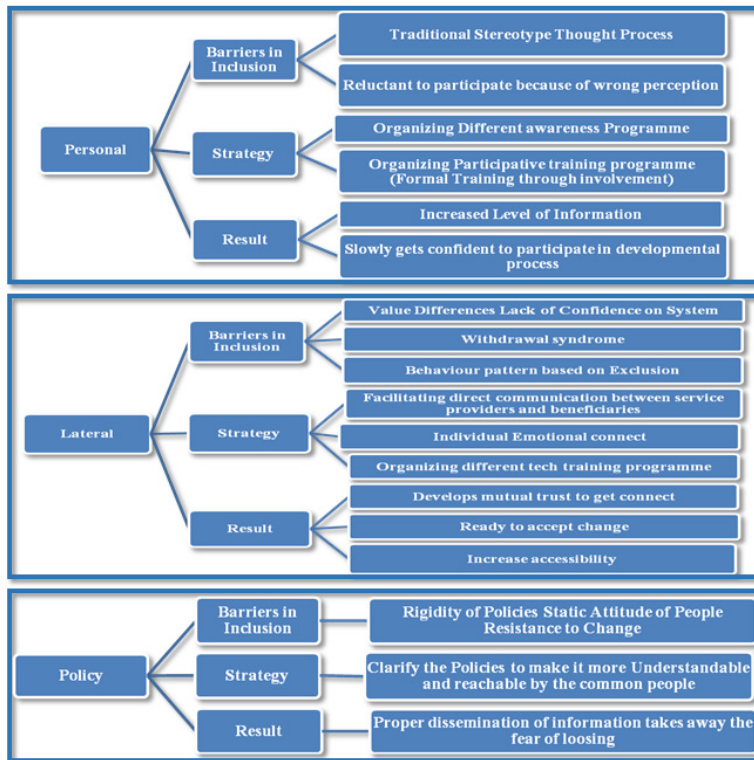 Personal
Barriers in
Inclusion
Traditional Stereotype Thought Process
Reluctant to participate because of wrong perception
Strategy
Organizing Different awareness Programme
Organizing Participative training programme
(Formal Training through involvement)
Result
Increased Level of Information
Slowly gets confident to participate in developmental
process
Lateral
Barriers in
Inclusion
Value Differences Lack of Confidence on System
Withdrawal syndrome
Behaviour pattern based on Exclusion
Strategy
Facilitating direct communication between service
providers and beneficiaries
Individual Emotional connect
Organizing different tech training programme
Result
Develops mutual trust to get connect
Ready to accept change
Increase accessibility
Policy
Barriers in
Inclusion
Rigidity of Policies Static Attitude of People
Resistance to Change
Strategy
Clarify the Policies to make it more Understandable
and reachable by the common people
Result
Proper dissemination of information takes away the
fear of loosing